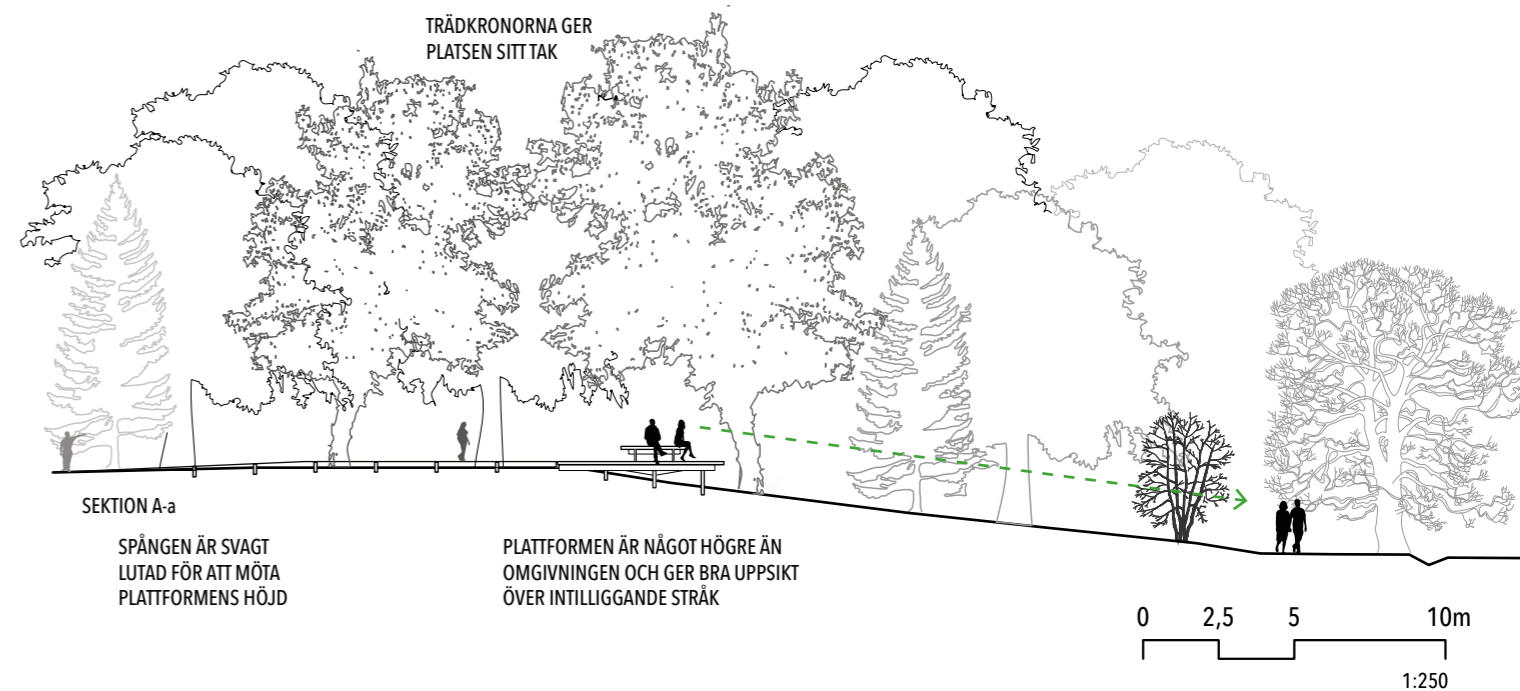 TRÄDKRONORNA GER
PLATSEN SITT TAK
SEKTION A-a
SPÅNGEN ÄR SVAGT
LUTAD FÖR ATT MÖTA
PLATTFORMENS HÖJD
PLATTFORMEN ÄR NÅGOT HÖGRE ÄN
OMGIVNINGEN OCH GER BRA UPPSIKT
ÖVER INTILLIGGANDE STRÅK
0 2,5 5 10m
1:250